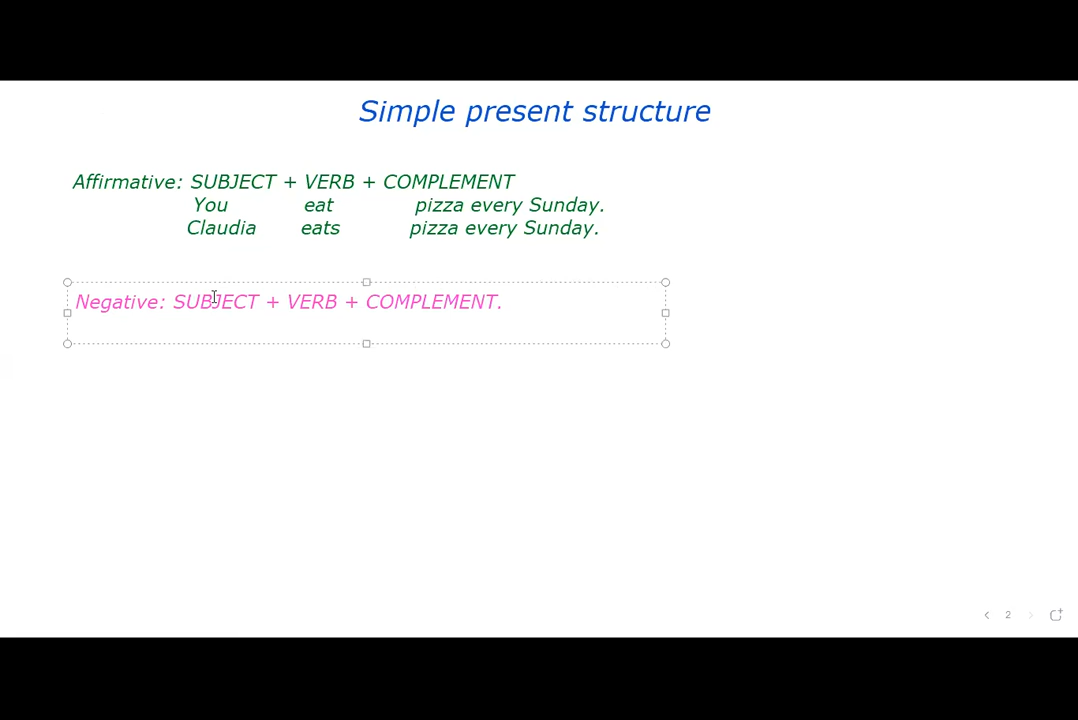 Simple present structure
Affirmative: SUBJECT + VERB + COMPLEMENT
You eat pizza every Sunday.
Claudia eats pizza every Sunday.
Negative: SUBJECT + VERB + COMPLEMENT.
2